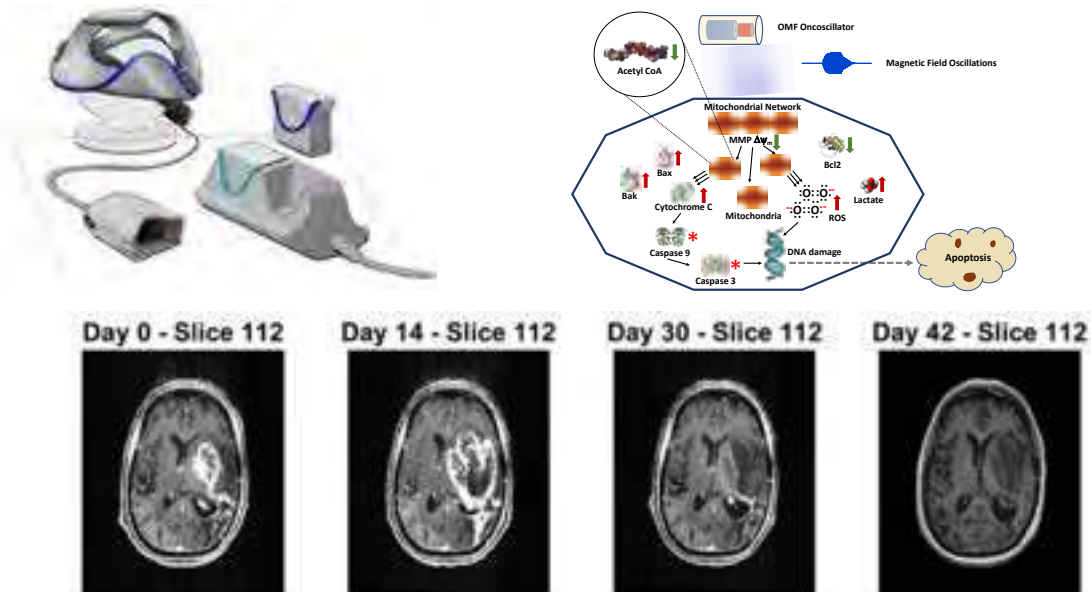 OMF Oncoscillator
Magnetic Field Oscillations
Acetyl CoA
Mitochondrial Network
MMP Δψm
Bax
Bak
Cytochrome C
Mitochondria
Bcl2
Lactate
:O:O:-
-:O:O:-
ROS
Caspase 9
*
Caspase 3
*
DNA damage
Apoptosis
Day 0 - Slice 112
Day 14 - Slice 112
Day 30 - Slice 112
Day 42 - Slice 112